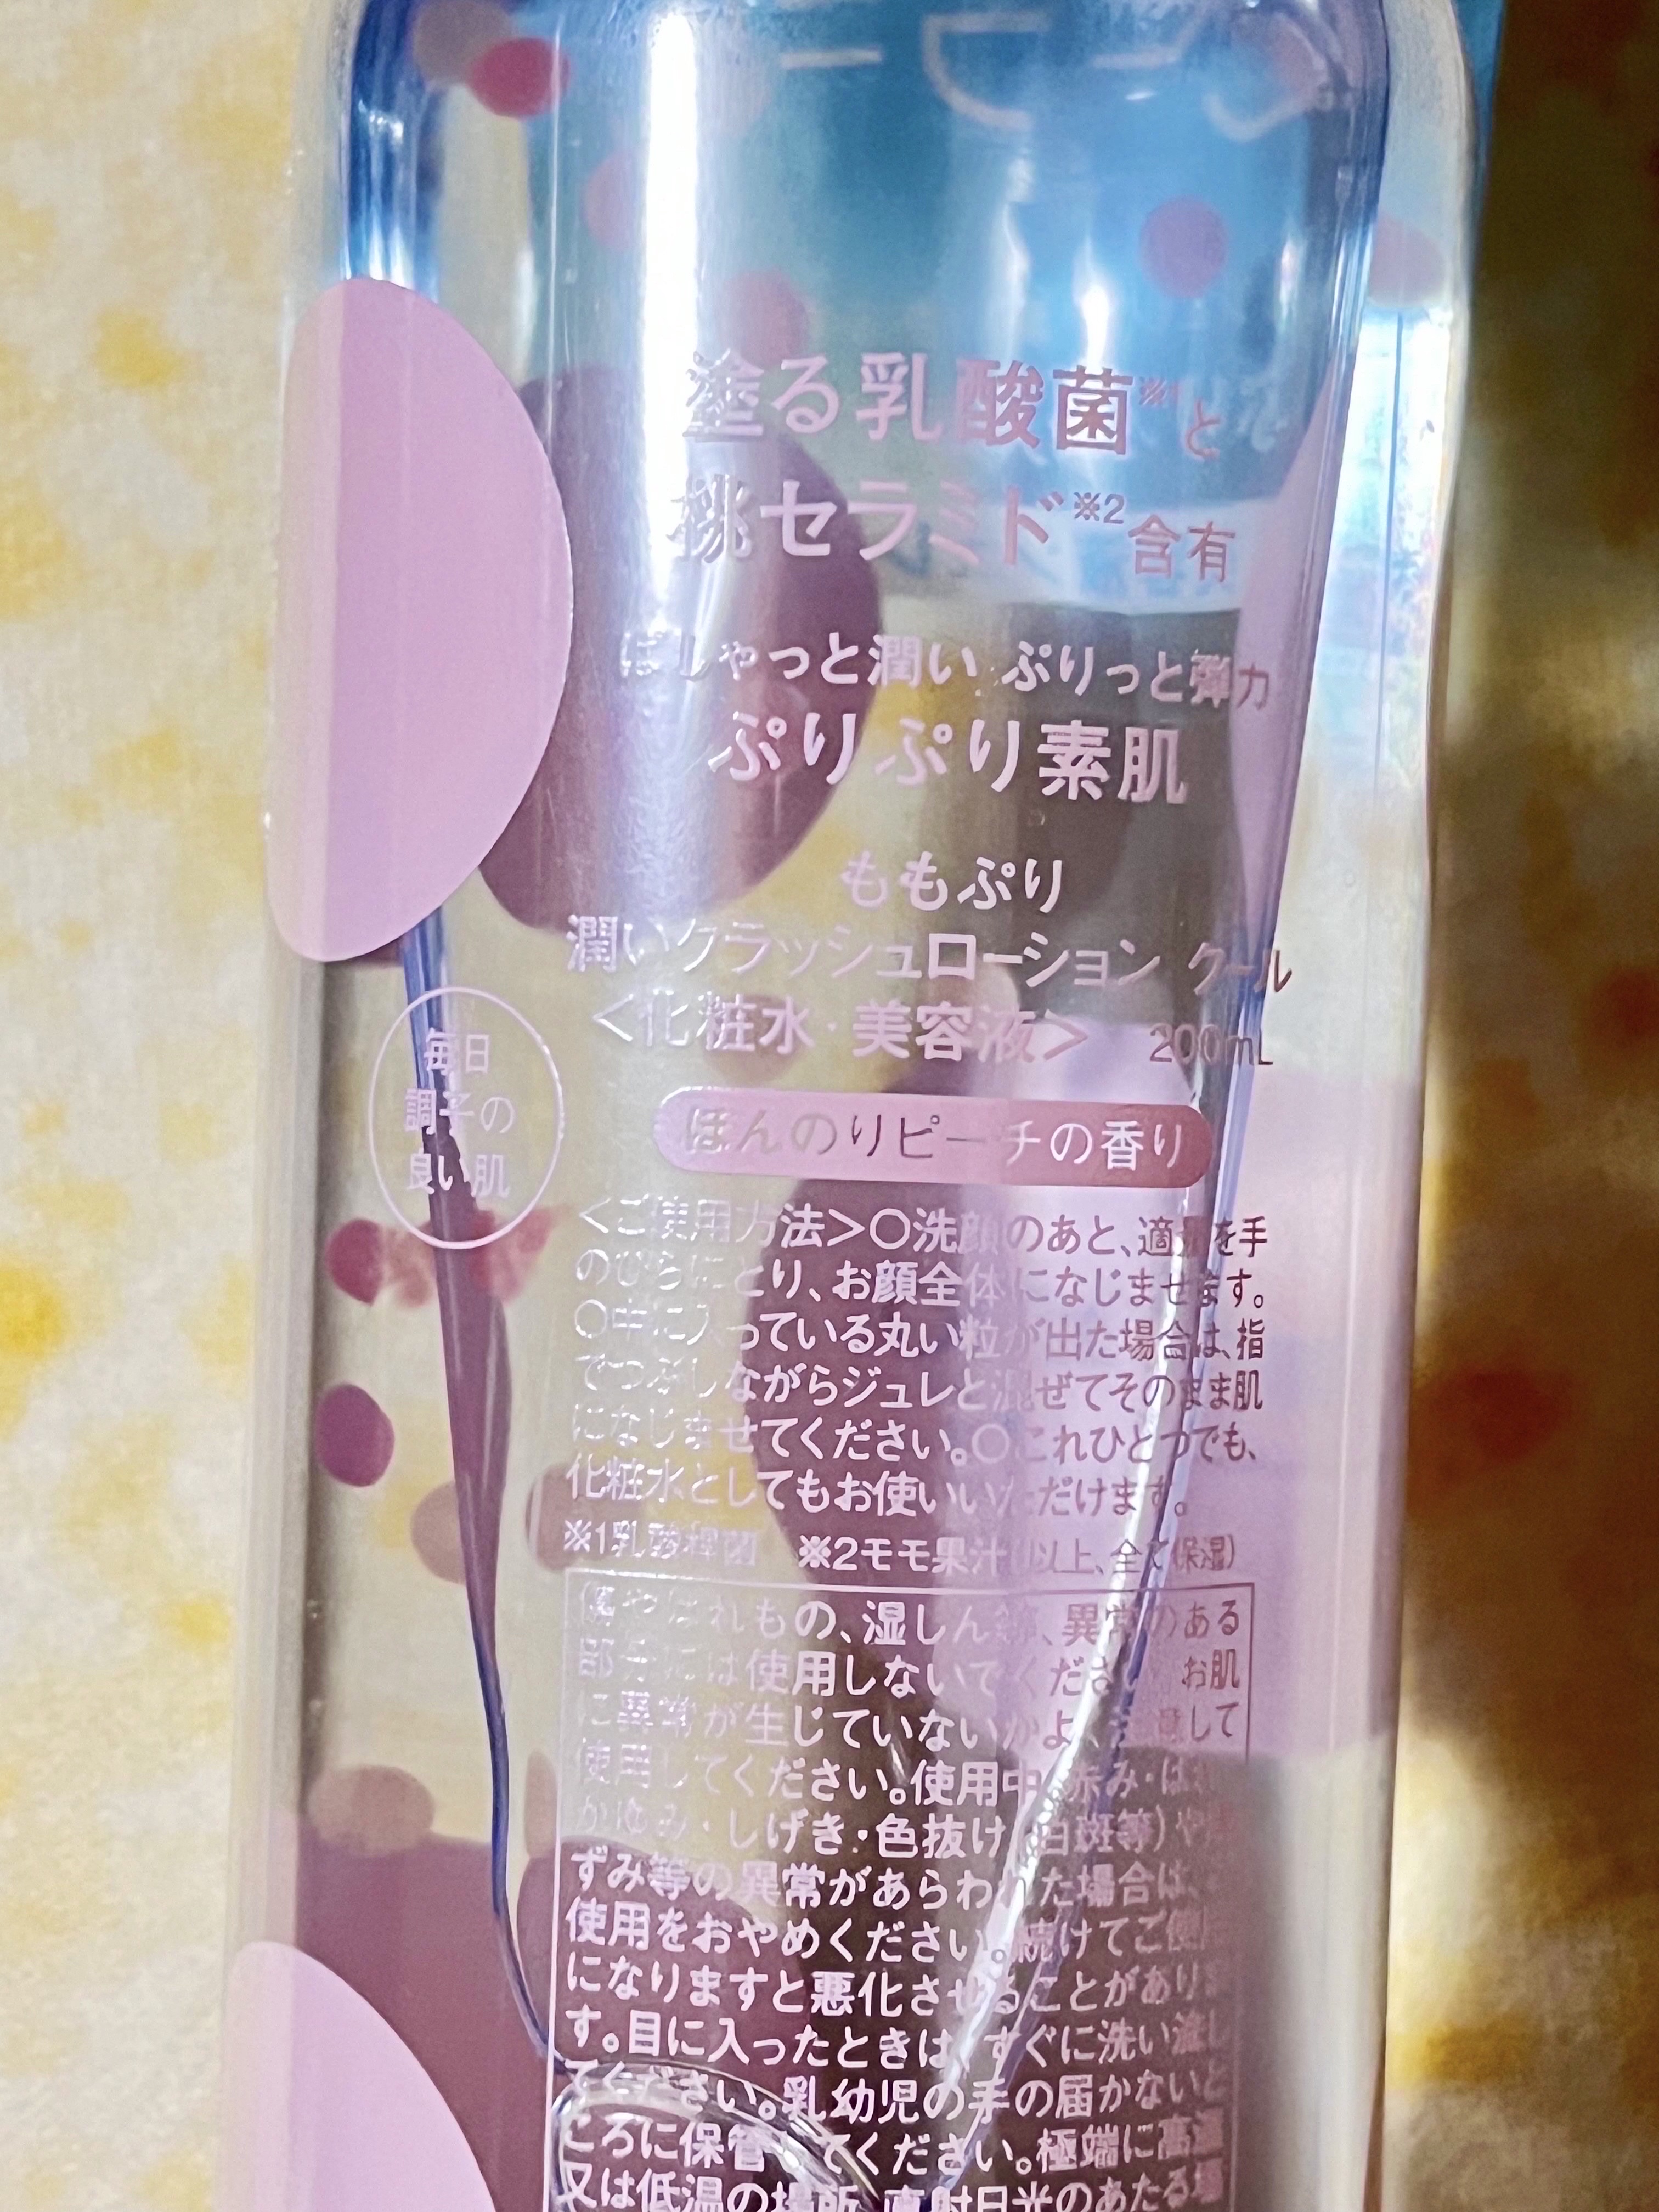 塗る乳酸菌※1と
桃セラミド※2含有
ぽしゃっと潤い ぷりっと弾力
ぷりぷり素肌
ももぷり
潤いクラッシュローション クール
<化粧水・美容液> 200mL
ほんのりピーチの香り
毎日
調子の
良い肌
<ご使用方法>○洗顔のあと、適量を手
のひらにとり、お顔全体になじませます。
○中に入っている丸い粒が出た場合は、指
でつぶしながらジュレと混ぜてそのまま肌
になじませてください。○これひとつでも、
化粧水としてもお使いいただけます。
※1乳酸桿菌 ※2モモ果汁(以上、全て保湿)
傷やはれもの、湿しん等、異常のある
部分には使用しないでください。お肌
に異常が生じていないかよく注意して
使用してください。使用中、赤み・はれ・
かゆみ・しげき・色抜け(白斑等)や
ずみ等の異常があらわれた場合は、
使用をおやめください。続けてご使用
になりますと悪化させることがありま
す。目に入ったときは、すぐに洗い流し
てください。乳幼児の手の届かないと
ころに保管してください。極端に高温
又は低温の場所、直射日光のあたる場